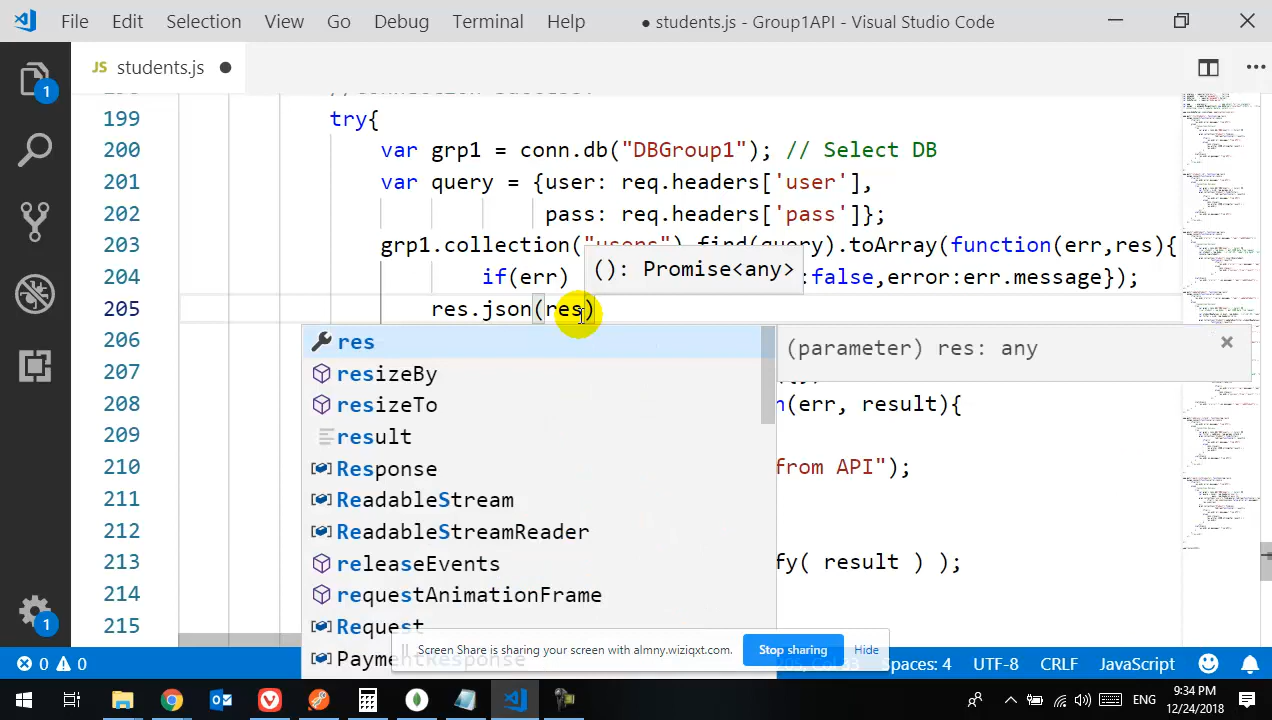 File Edit Selection View Go Debug Terminal Help ● students.js - Group1API - Visual Studio Code
JS students.js ●
199 try{
200 var grp1 = conn.db("DBGroup1"); // Select DB
201 var query = {user: req.headers['user'],
202 pass: req.headers['pass']};
203 grp1.collection("users").find(query).toArray(function(err,res){
(): Promise<any>
204 if(err) :false,error:err.message});
205 res.json(res)
206 res (parameter) res: any
207 resizeBy
208 resizeTo n(err, result){
209 result
210 Response from API");
211 ReadableStream
212 ReadableStreamReader
213 releaseEvents fy( result ) );
214 requestAnimationFrame
215 Request
Screen Share is sharing your screen with almny.wiziqxt.com. Stop sharing Hide
PaymentResponse
0 0 Spaces: 4 UTF-8 CRLF JavaScript
ENG 9:34 PM
12/24/2018